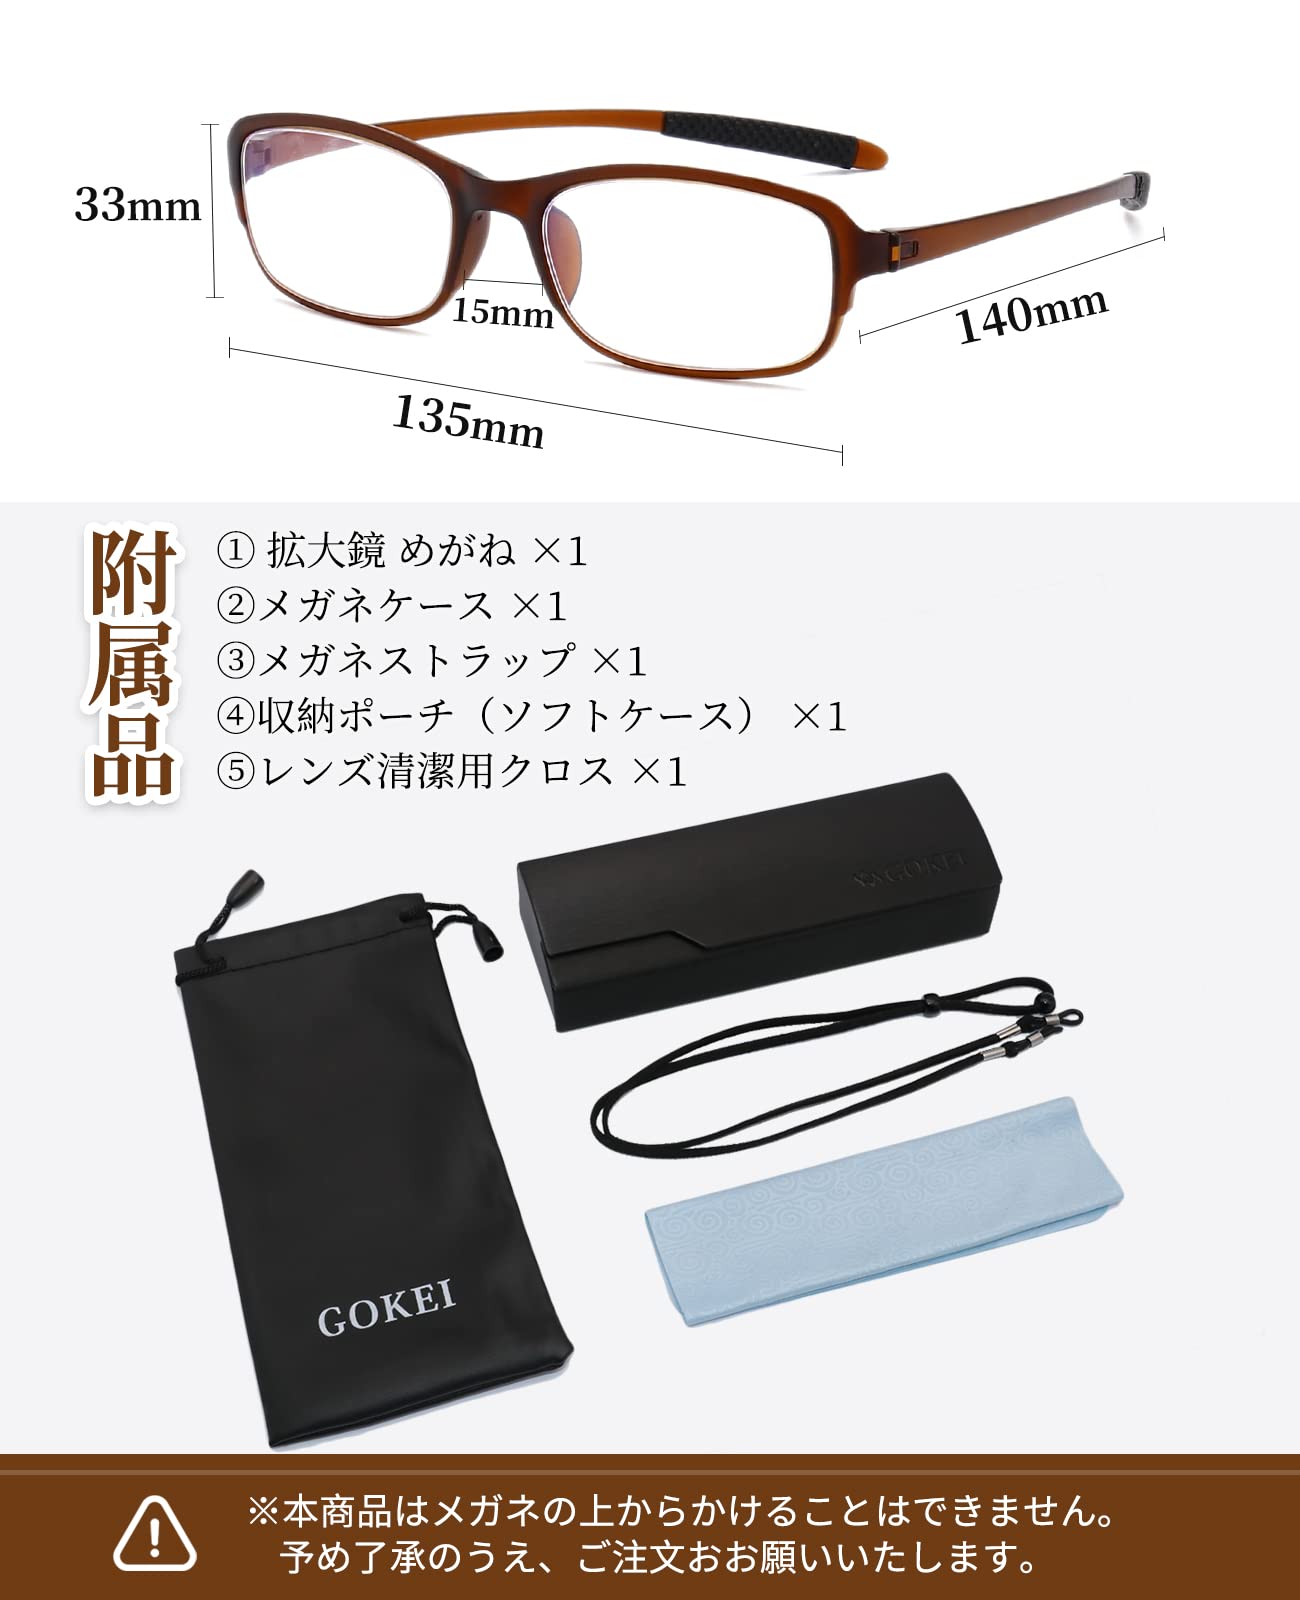 33mm
15mm
140mm
135mm
附属品
① 拡大鏡 めがね ×1
②メガネケース ×1
③メガネストラップ ×1
④収納ポーチ（ソフトケース） ×1
⑤レンズ清潔用クロス ×1
GOKEI
GOKEI
※本商品はメガネの上からかけることはできません。
予め了承のうえ、ご注文おお願いいたします。